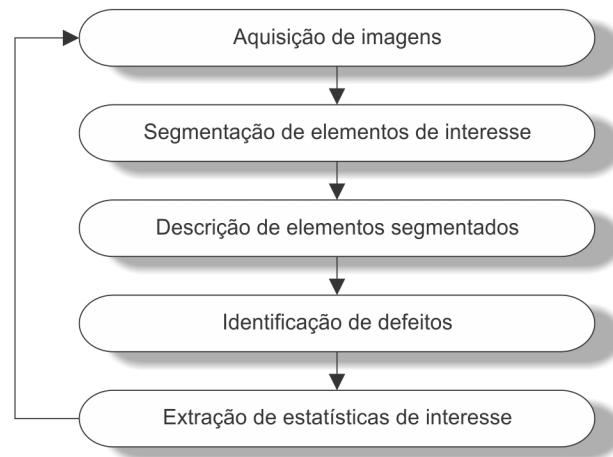 Aquisição de imagens
Segmentação de elementos de interesse
Descrição de elementos segmentados
Identificação de defeitos
Extração de estatísticas de interesse